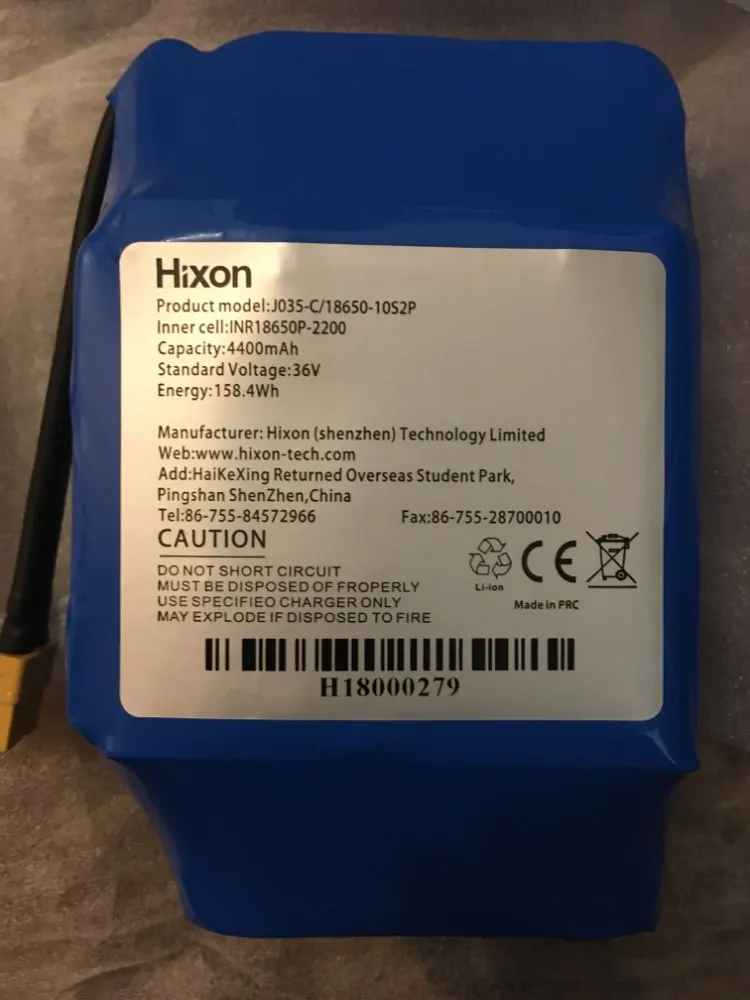 Hixon
Product model:J035-C/18650-10S2P
Inner cell:INR18650P-2200
Capacity:4400mAh
Standard Voltage:36V
Energy:158.4Wh
Manufacturer: Hixon (shenzhen) Technology Limited
Web:www.hixon-tech.com
Add:HaiKeXing Returned Overseas Student Park,
Pingshan ShenZhen,China
Tel:86-755-84572966 Fax:86-755-28700010
CAUTION
DO NOT SHORT CIRCUIT
MUST BE DISPOSED OF FROPERLY
USE SPECIFIEO CHARGER ONLY
MAY EXPLODE IF DISPOSED TO FIRE
CE
Li-ion
Made in PRC
H18000279